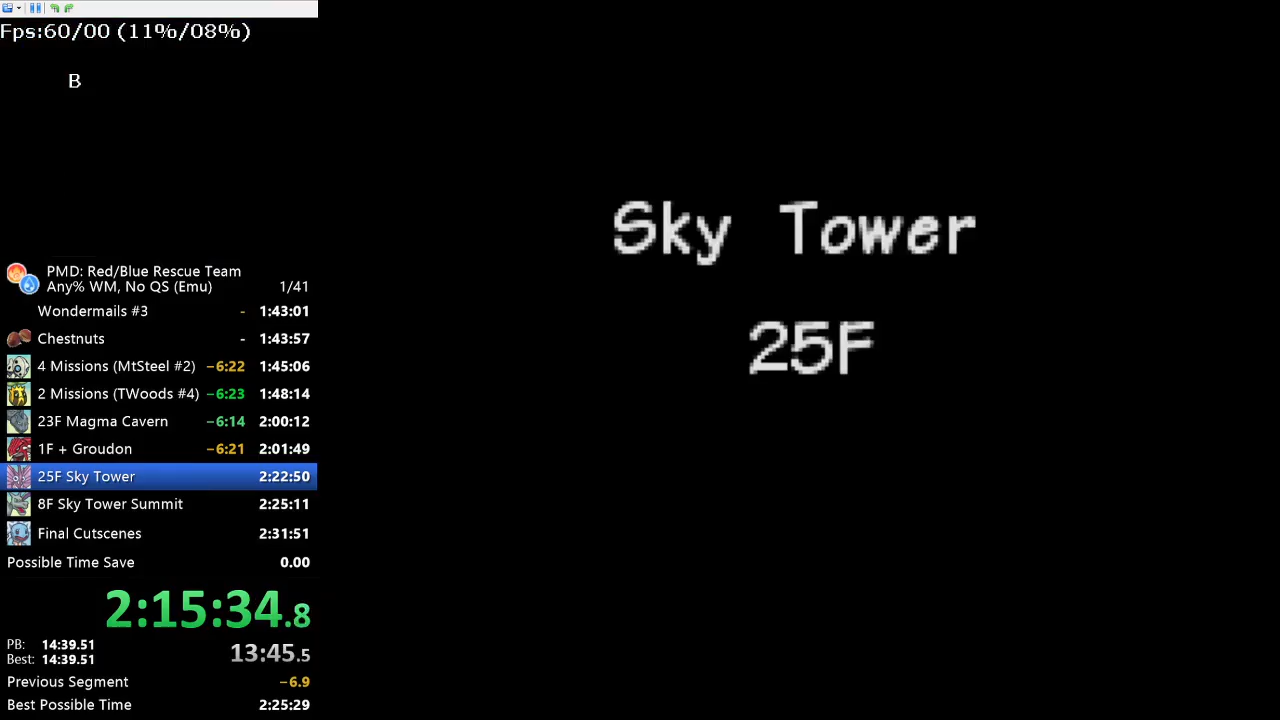 Fps:60/00 (11%/08%)
B
Sky Tower
25F
PMD: Red/Blue Rescue Team
Any% WM, No QS (Emu) 1/41
Wondermails #3 - 1:43:01
Chestnuts - 1:43:57
4 Missions (MtSteel #2) −6:22 1:45:06
2 Missions (TWoods #4) −6:23 1:48:14
23F Magma Cavern −6:14 2:00:12
1F + Groudon −6:21 2:01:49
25F Sky Tower 2:22:50
8F Sky Tower Summit 2:25:11
Final Cutscenes 2:31:51
Possible Time Save 0.00
2:15:34.8
PB: 14:39.51
Best: 14:39.51
13:45.5
Previous Segment −6.9
Best Possible Time 2:25:29